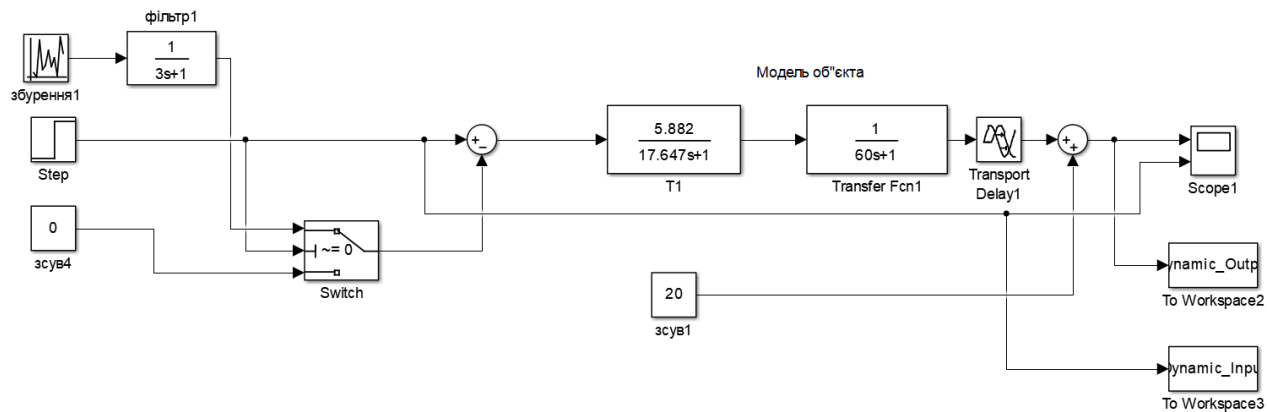 фільтр1
1
3s+1
збурення1
Модель об"єкта
Step
+
−
5.882
17.647s+1
T1
1
60s+1
Transfer Fcn1
Transport
Delay1
+
+
Scope1
0
зсув4
~= 0
Switch
20
зсув1
ynamic_Outp
To Workspace2
ynamic_Inpu
To Workspace3